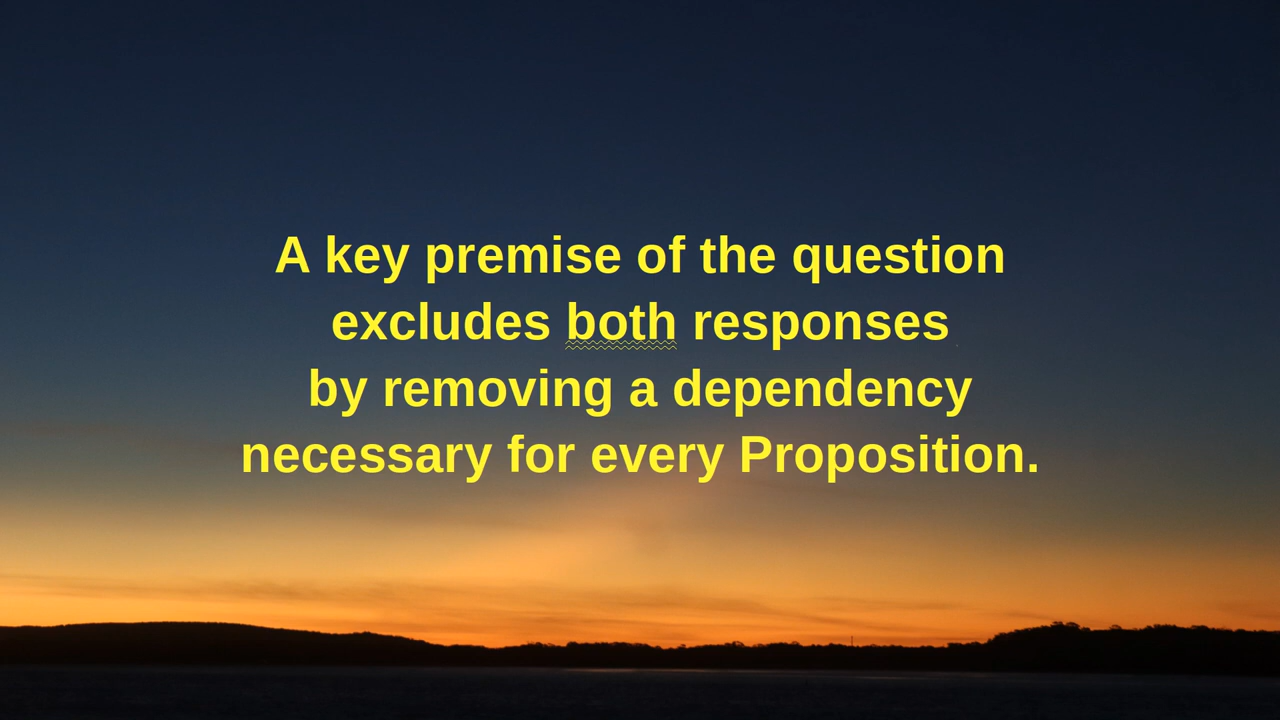 A key premise of the question
excludes both responses
by removing a dependency
necessary for every Proposition.